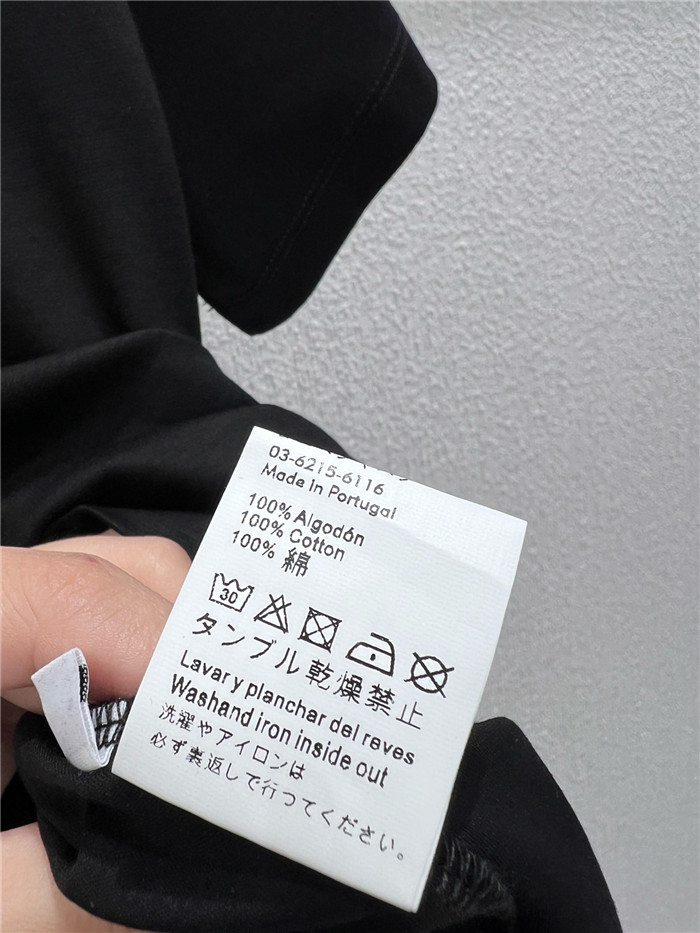 03-6215-6116
Made in Portugal
100% Algodón
100% Cotton
100% 綿
30
タンブル乾燥禁止
Lavar y planchar del reves
Washand iron inside out
洗濯やアイロンは
必ず裏返しで行ってください。